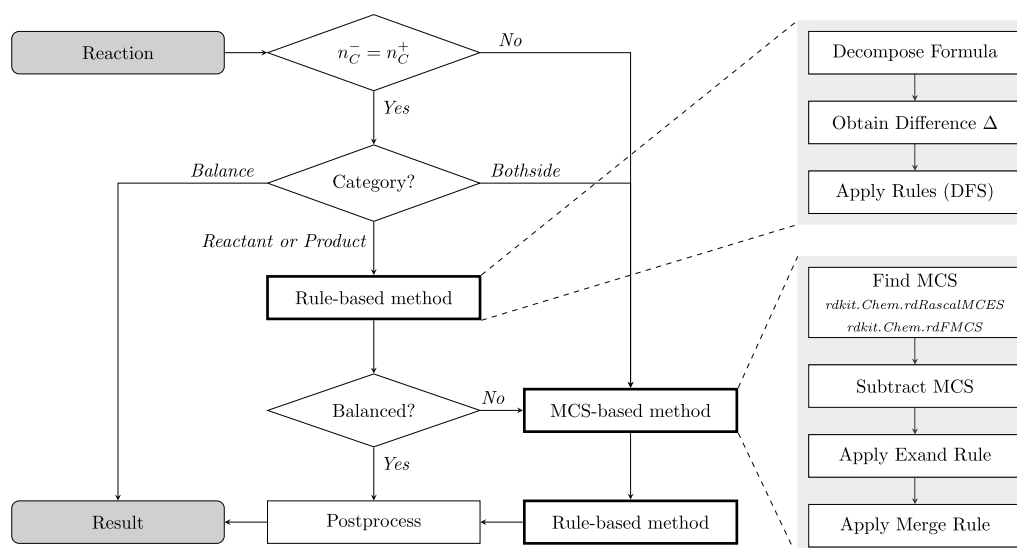 Reaction
n_C^- = n_C^+
No
Decompose Formula
Yes
Obtain Difference Δ
Balance
Category?
Bothside
Apply Rules (DFS)
Reactant or Product
Rule-based method
Find MCS
rdkit.Chem.rdRascalMCES
rdkit.Chem.rdFMCS
Subtract MCS
Balanced?
No
MCS-based method
Apply Exand Rule
Yes
Result
Postprocess
Rule-based method
Apply Merge Rule